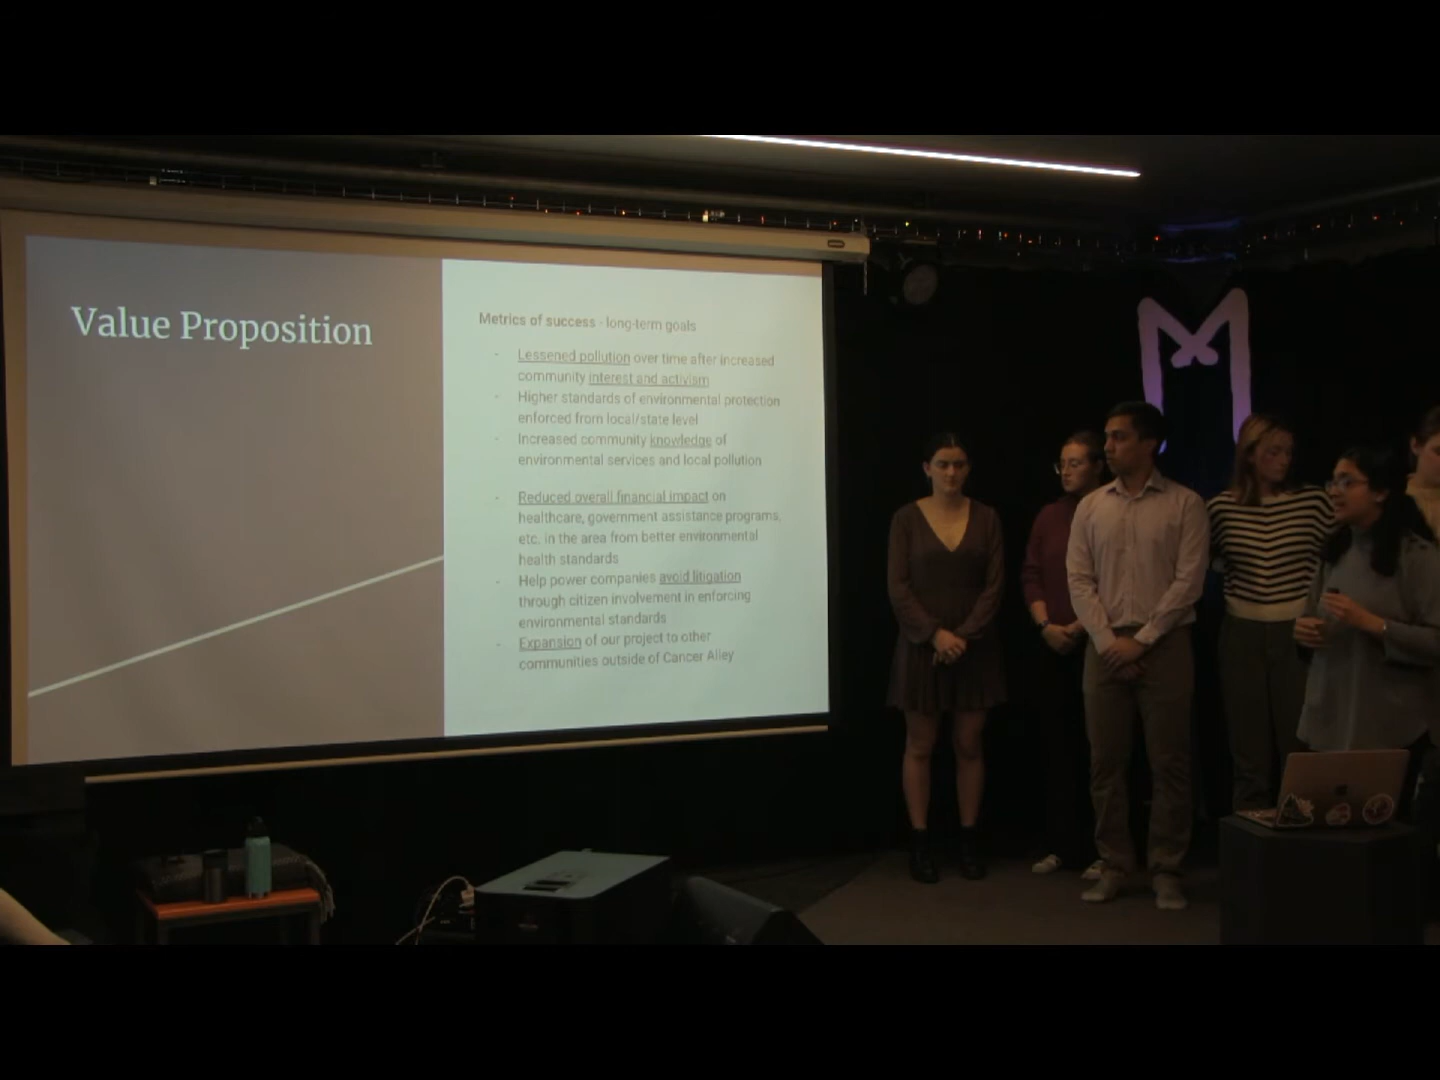 Value Proposition
Metrics of success - long-term goals
- Lessened pollution over time after increased
community interest and activism
- Higher standards of environmental protection
enforced from local/state level
- Increased community knowledge of
environmental services and local pollution
- Reduced overall financial impact on
healthcare, government assistance programs,
etc. in the area from better environmental
health standards
- Help power companies avoid litigation
through citizen involvement in enforcing
environmental standards
- Expansion of our project to other
communities outside of Cancer Alley
M